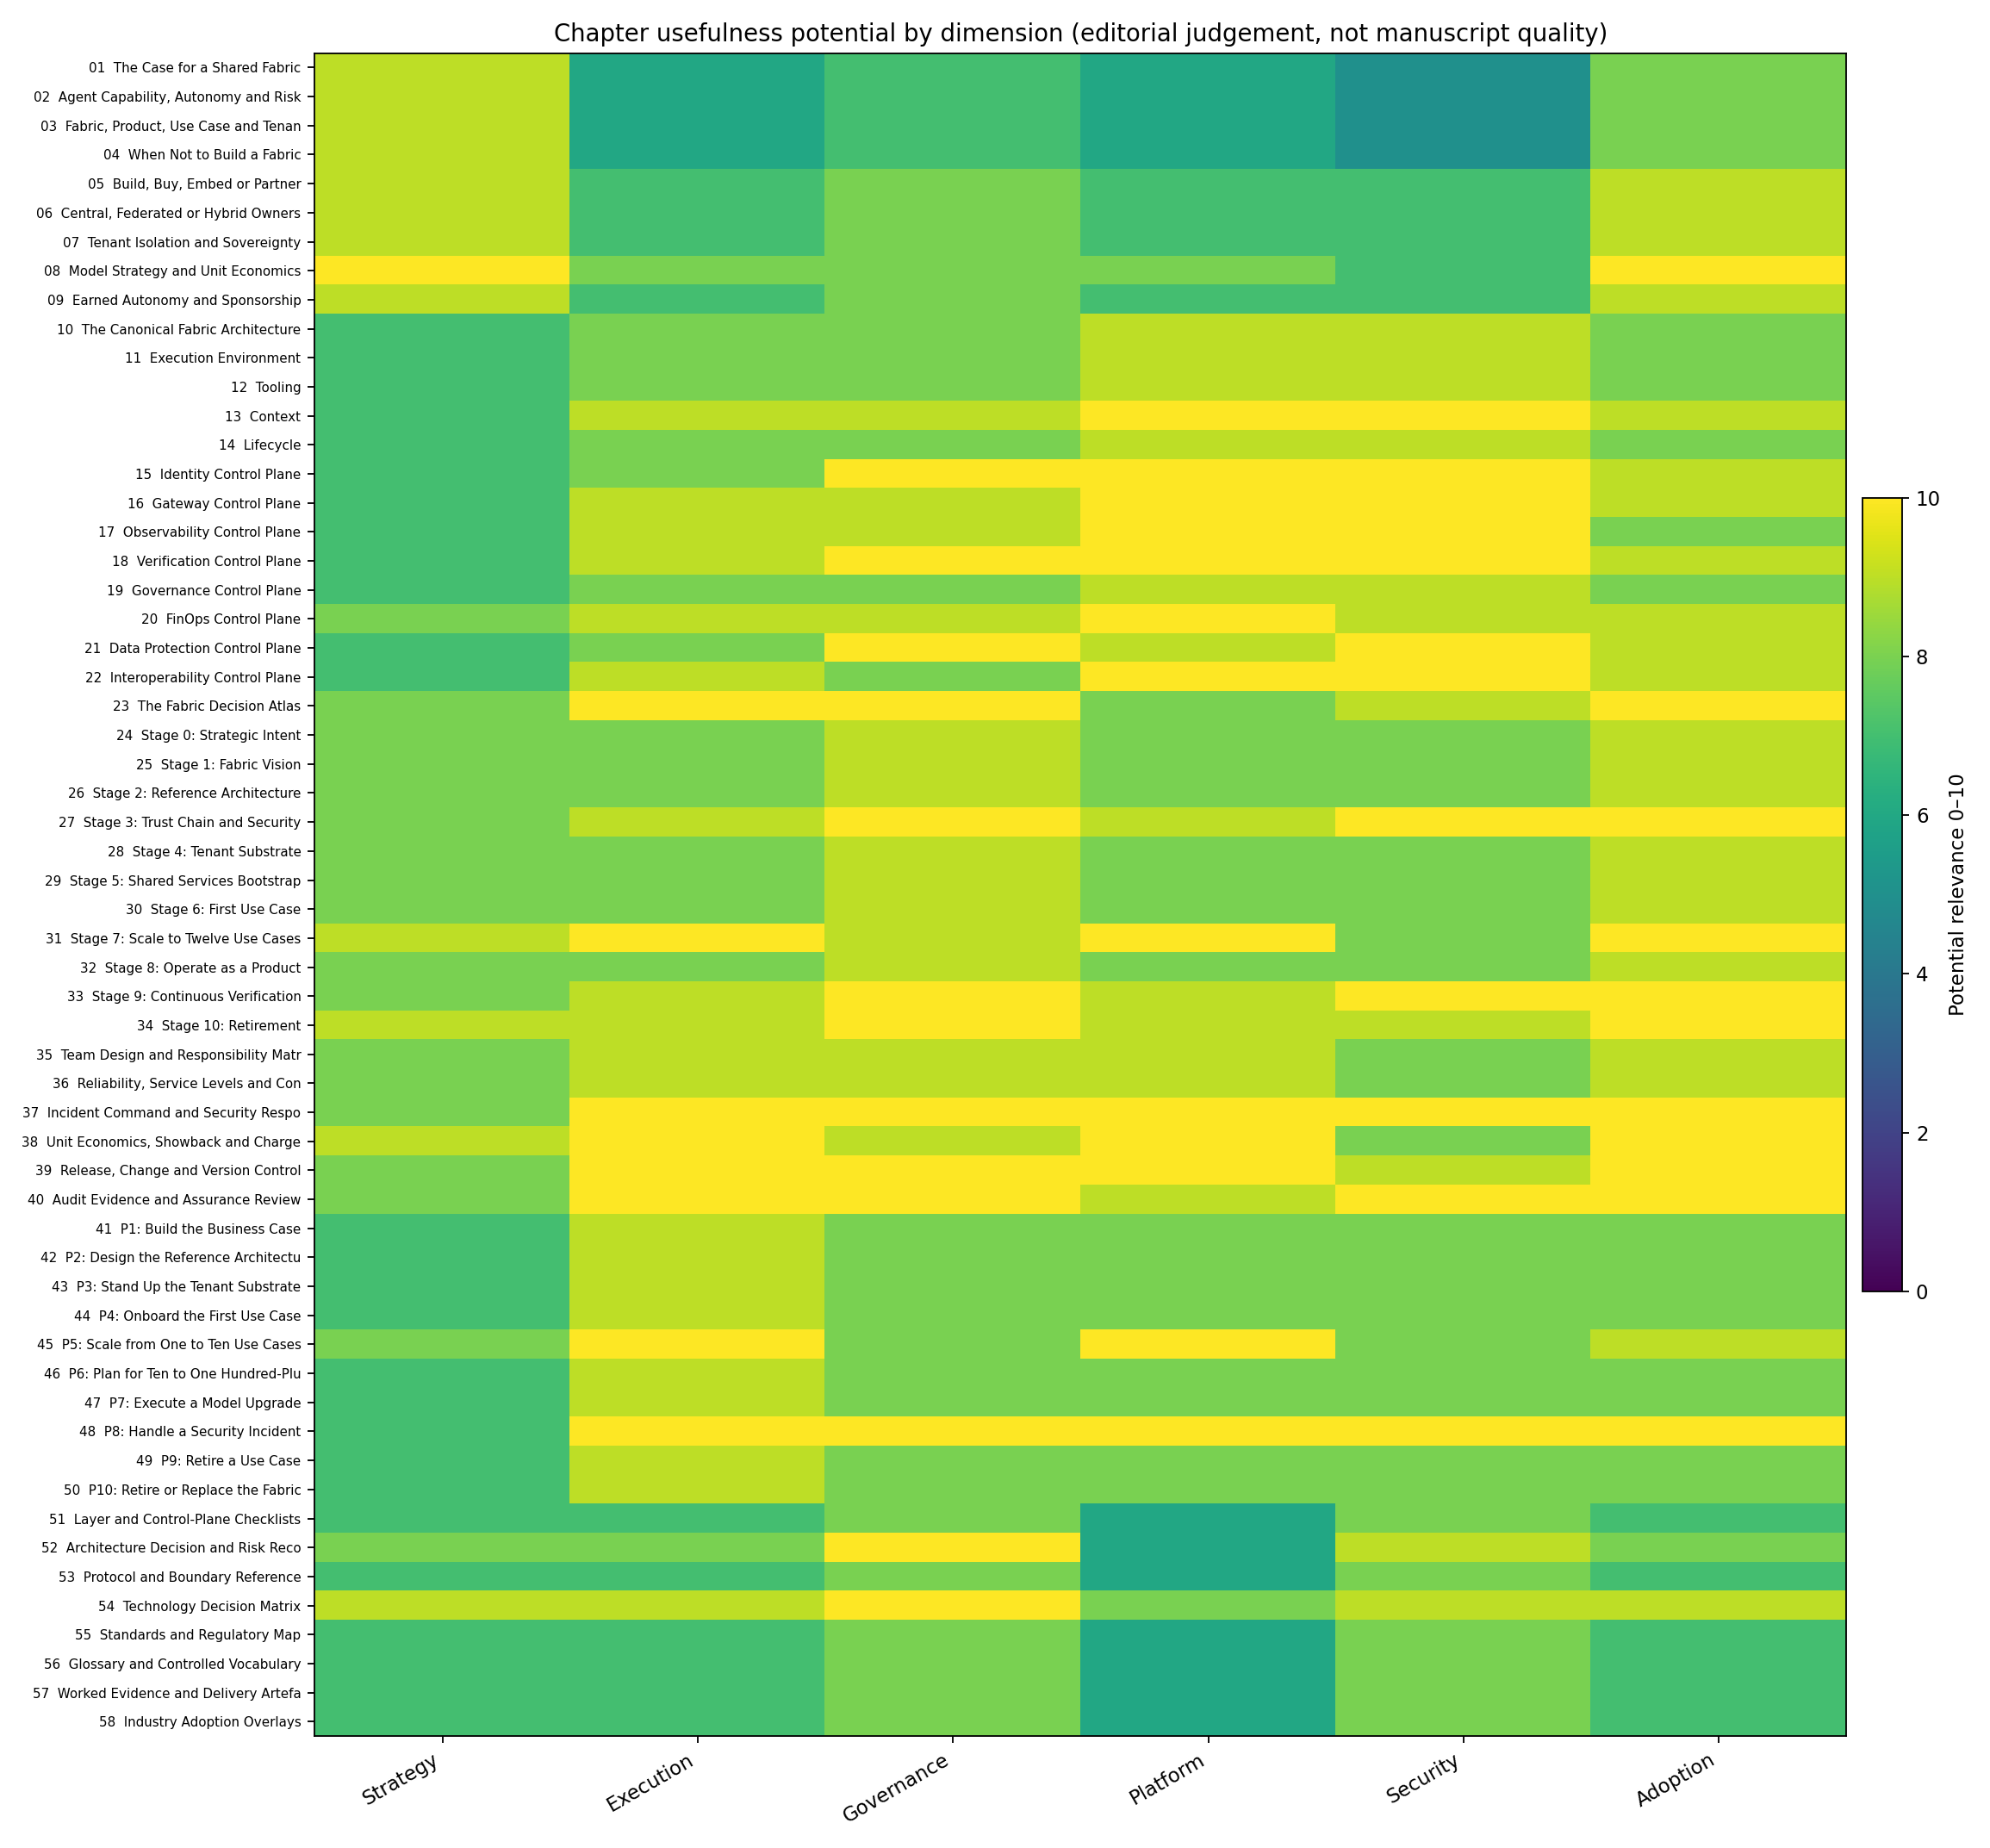 Chapter usefulness potential by dimension (editorial judgement, not manuscript quality)
01 The Case for a Shared Fabric
02 Agent Capability, Autonomy and Risk
03 Fabric, Product, Use Case and Tenan
04 When Not to Build a Fabric
05 Build, Buy, Embed or Partner
06 Central, Federated or Hybrid Owners
07 Tenant Isolation and Sovereignty
08 Model Strategy and Unit Economics
09 Earned Autonomy and Sponsorship
10 The Canonical Fabric Architecture
11 Execution Environment
12 Tooling
13 Context
14 Lifecycle
15 Identity Control Plane
16 Gateway Control Plane
17 Observability Control Plane
18 Verification Control Plane
19 Governance Control Plane
20 FinOps Control Plane
21 Data Protection Control Plane
22 Interoperability Control Plane
23 The Fabric Decision Atlas
24 Stage 0: Strategic Intent
25 Stage 1: Fabric Vision
26 Stage 2: Reference Architecture
27 Stage 3: Trust Chain and Security
28 Stage 4: Tenant Substrate
29 Stage 5: Shared Services Bootstrap
30 Stage 6: First Use Case
31 Stage 7: Scale to Twelve Use Cases
32 Stage 8: Operate as a Product
33 Stage 9: Continuous Verification
34 Stage 10: Retirement
35 Team Design and Responsibility Matr
36 Reliability, Service Levels and Con
37 Incident Command and Security Respo
38 Unit Economics, Showback and Charge
39 Release, Change and Version Control
40 Audit Evidence and Assurance Review
41 P1: Build the Business Case
42 P2: Design the Reference Architectu
43 P3: Stand Up the Tenant Substrate
44 P4: Onboard the First Use Case
45 P5: Scale from One to Ten Use Cases
46 P6: Plan for Ten to One Hundred-Plu
47 P7: Execute a Model Upgrade
48 P8: Handle a Security Incident
49 P9: Retire a Use Case
50 P10: Retire or Replace the Fabric
51 Layer and Control-Plane Checklists
52 Architecture Decision and Risk Reco
53 Protocol and Boundary Reference
54 Technology Decision Matrix
55 Standards and Regulatory Map
56 Glossary and Controlled Vocabulary
57 Worked Evidence and Delivery Artefa
58 Industry Adoption Overlays
Strategy
Execution
Governance
Platform
Security
Adoption
10
8
6
4
2
0
Potential relevance 0–10